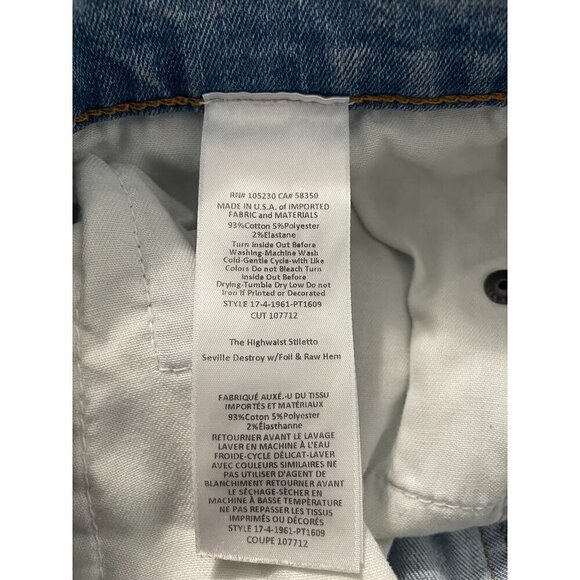 RN# 105230 CA# 58350
MADE IN U.S.A. of IMPORTED
FABRIC and MATERIALS
93%Cotton 5%Polyester
2%Elastane
Turn Inside Out Before
Washing-Machine Wash
Cold-Gentle Cycle-with Like
Colors Do not Bleach Turn
Inside Out Before
Drying-Tumble Dry Low Do not
Iron If Printed or Decorated
STYLE 17-4-1961-PT1609
CUT 107712
The Highwaist Stiletto
Seville Destroy w/Foil & Raw Hem
FABRIQUÉ AUXÉ.-U DU TISSU
IMPORTÉS ET MATÉRIAUX
93%Coton 5%Polyester
2%Élasthanne
RETOURNER AVANT LE LAVAGE
LAVER EN MACHINE À L'EAU
FROIDE-CYCLE DÉLICAT-LAVER
AVEC COULEURS SIMILAIRES NE
PAS UTILISER D'AGENT DE
BLANCHIMENT RETOURNER AVANT
LE SÉCHAGE-SÉCHER EN
MACHINE À BASSE TEMPÉRATURE
NE PAS REPASSER LES TISSUS
IMPRIMÉS OU DÉCORÉS
STYLE 17-4-1961-PT1609
COUPE 107712